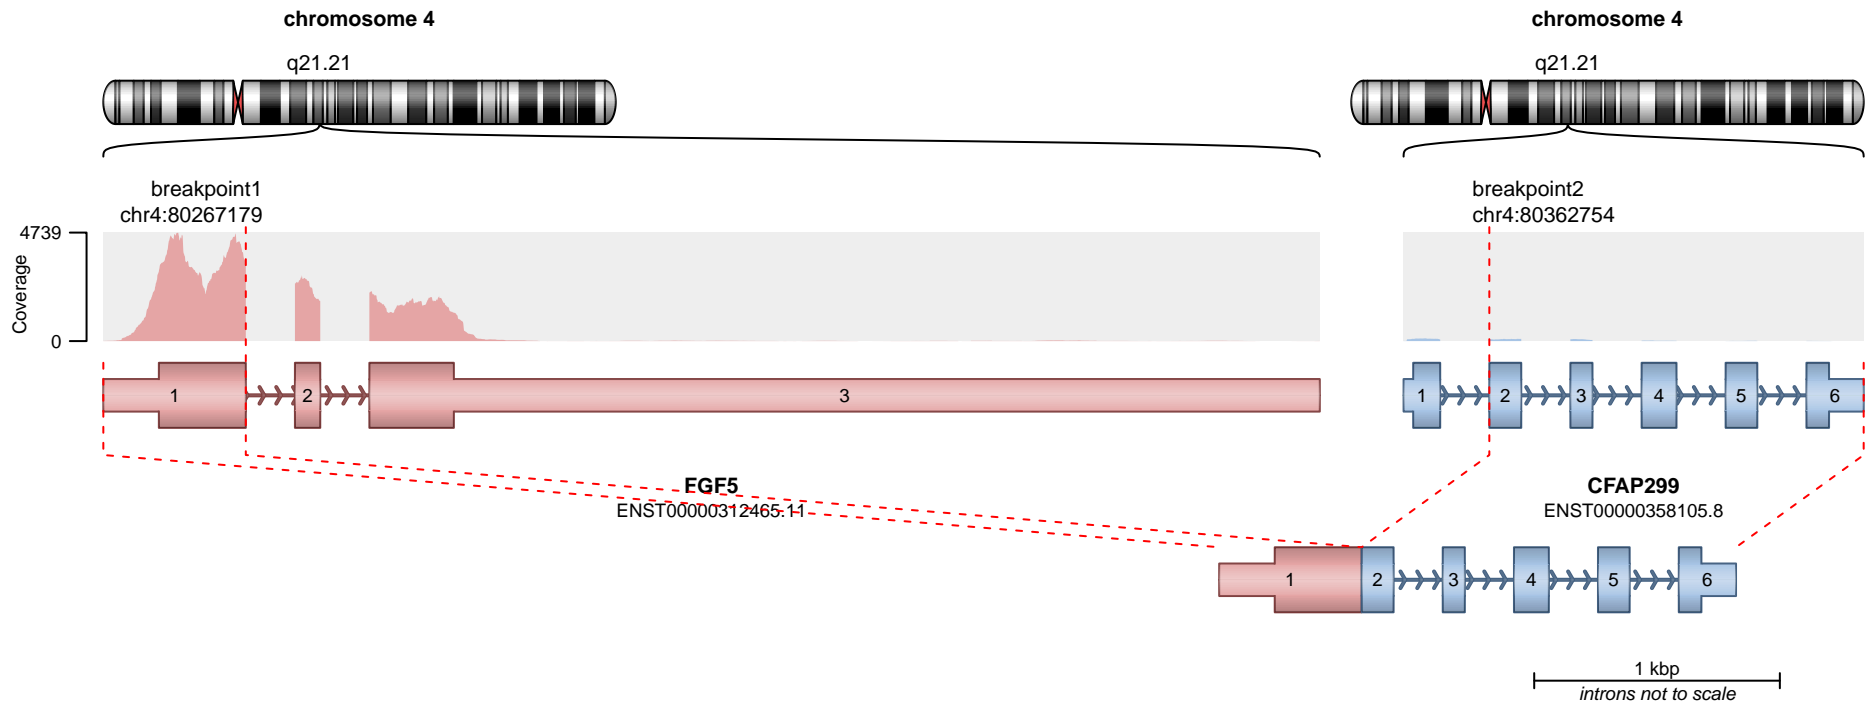 chromosome 4
chromosome 4
q21.21
q21.21
breakpoint1
chr4:80267179
breakpoint2
chr4:80362754
4739
0
Coverage
1
2
3
1
2
3
4
5
6
FGF5
ENST00000312465.11
CFAP299
ENST00000358105.8
1
2
3
4
5
6
1 kbp
introns not to scale